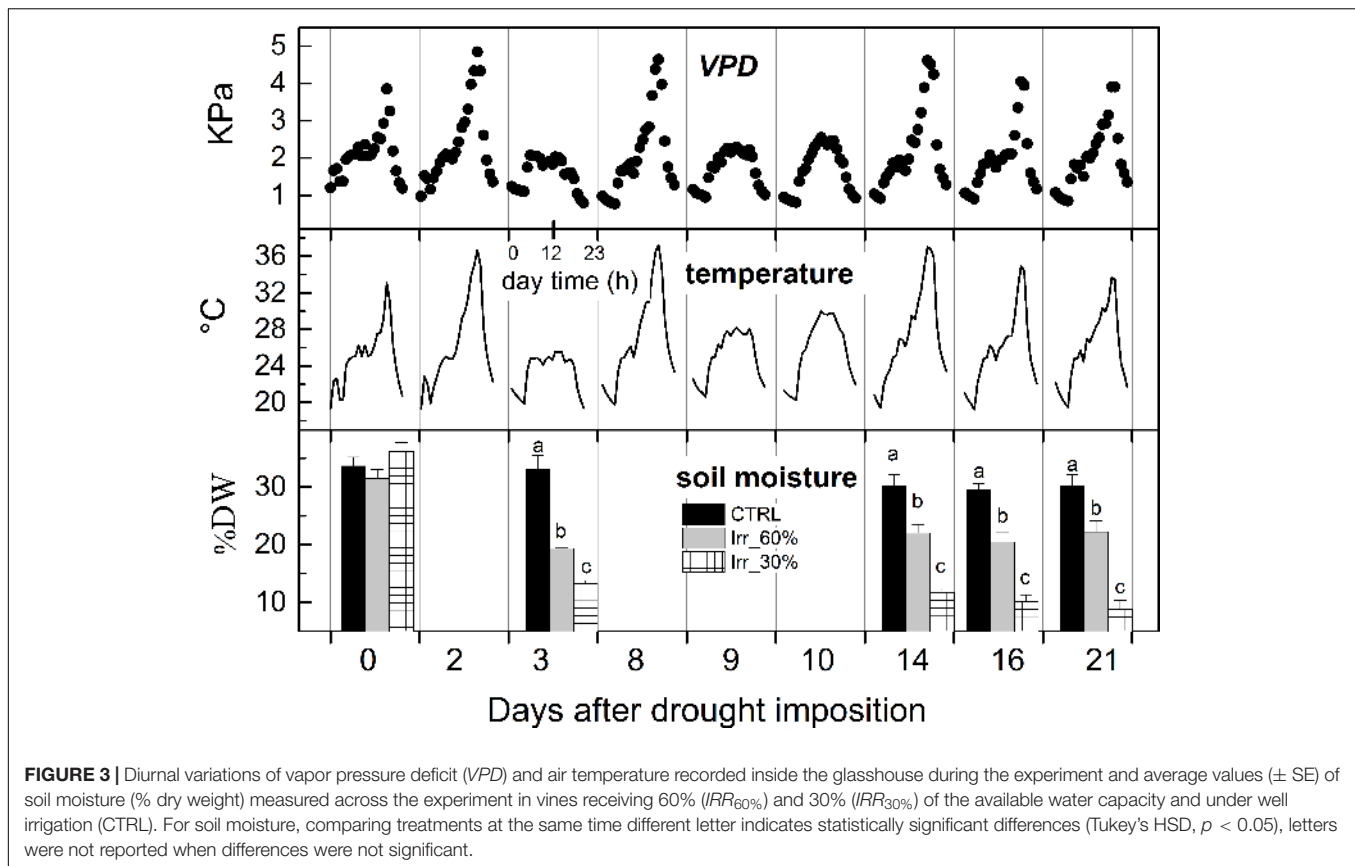 5
4
3
2
1
KPa
VPD
36
32
28
24
20
°C
0 12 23
day time (h)
temperature
30
20
10
%DW
a
b
c
soil moisture
CTRL
Irr_60%
Irr_30%
a
b
c
a
b
c
a
b
c
0 2 3 8 9 10 14 16 21
Days after drought imposition
FIGURE 3 | Diurnal variations of vapor pressure deficit (VPD) and air temperature recorded inside the glasshouse during the experiment and average values (± SE) of
soil moisture (% dry weight) measured across the experiment in vines receiving 60% (IRR60%) and 30% (IRR30%) of the available water capacity and under well
irrigation (CTRL). For soil moisture, comparing treatments at the same time different letter indicates statistically significant differences (Tukey's HSD, p < 0.05), letters
were not reported when differences were not significant.